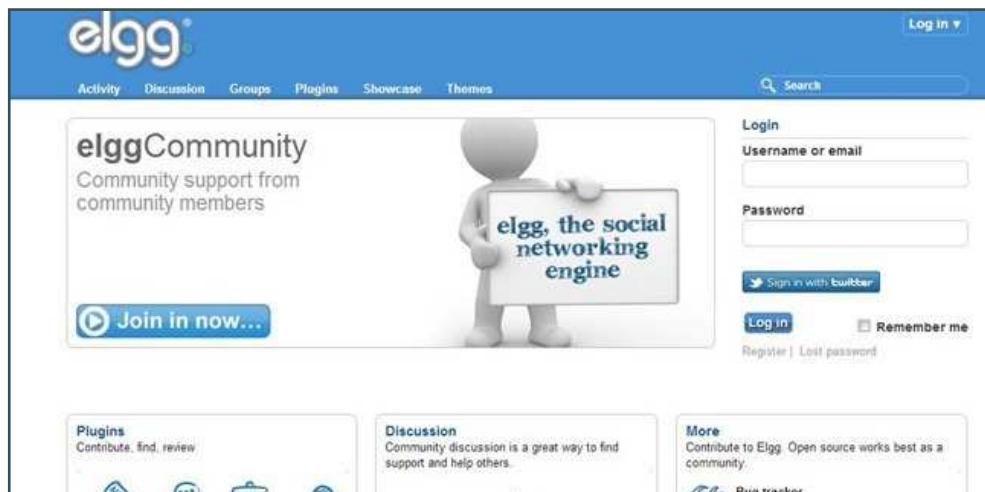 elgg
Log in ▾
Activity Discussion Groups Plugins Showcase Themes
Search
elggCommunity
Community support from
community members
elgg, the social
networking
engine
Join in now...
Login
Username or email
Password
Sign in with twitter
Log in
Remember me
Register | Lost password
Plugins
Contribute, find, review
Discussion
Community discussion is a great way to find
support and help others.
More
Contribute to Elgg. Open source works best as a
community.
Bug tracker